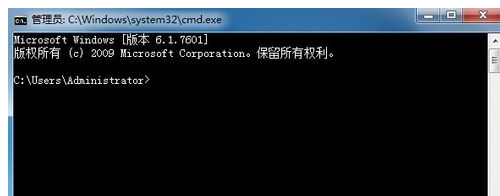 管理员: C:\Windows\system32\cmd.exe
Microsoft Windows [版本 6.1.7601]
版权所有 (c) 2009 Microsoft Corporation。保留所有权利。
C:\Users\Administrator>